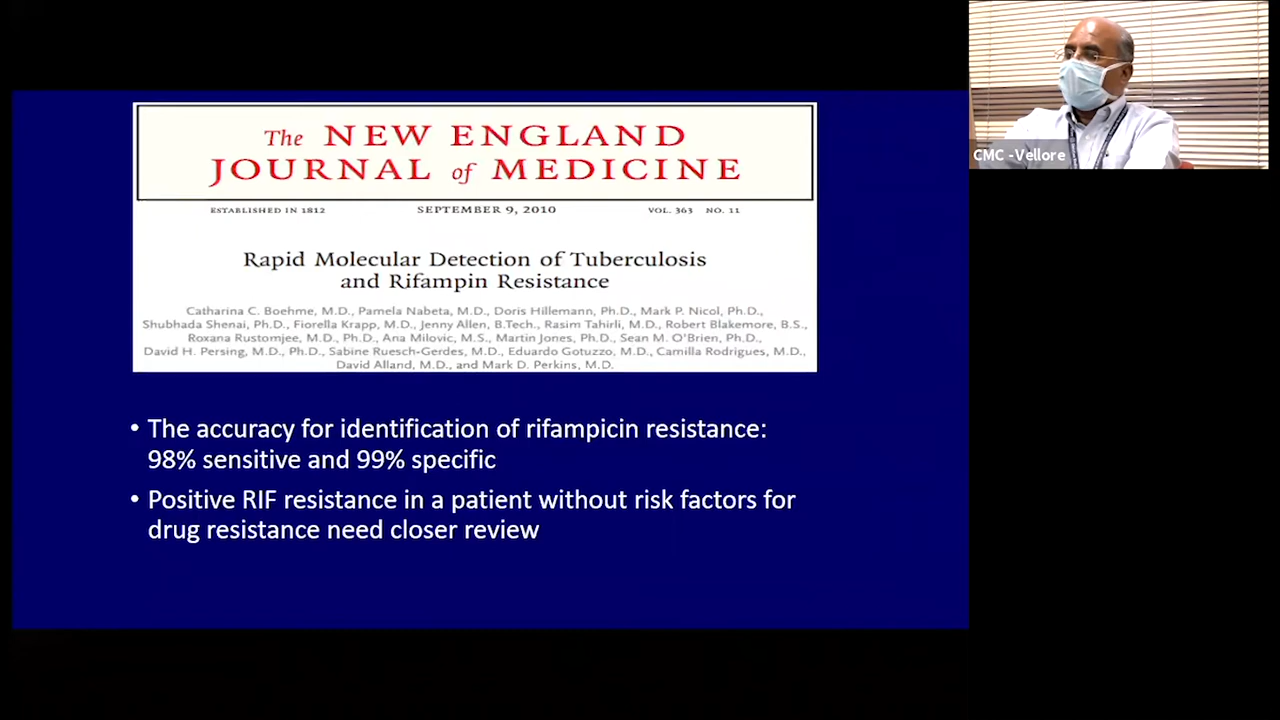 The NEW ENGLAND
JOURNAL of MEDICINE
ESTABLISHED IN 1812 SEPTEMBER 9, 2010 VOL. 363 NO. 11
Rapid Molecular Detection of Tuberculosis
and Rifampin Resistance
Catharina C. Boehme, M.D., Pamela Nabeta, M.D., Doris Hillemann, Ph.D., Mark P. Nicol, Ph.D.,
Shubhada Shenai, Ph.D., Fiorella Krapp, M.D., Jenny Allen, B.Tech., Rasim Tahirli, M.D., Robert Blakemore, B.S.,
Roxana Rustomjee, M.D., Ph.D., Ana Milovic, M.S., Martin Jones, Ph.D., Sean M. O'Brien, Ph.D.,
David H. Persing, M.D., Ph.D., Sabine Ruesch-Gerdes, M.D., Eduardo Gotuzzo, M.D., Camilla Rodrigues, M.D.,
David Alland, M.D., and Mark D. Perkins, M.D.
• The accuracy for identification of rifampicin resistance:
98% sensitive and 99% specific
• Positive RIF resistance in a patient without risk factors for
drug resistance need closer review
CMC -Vellore